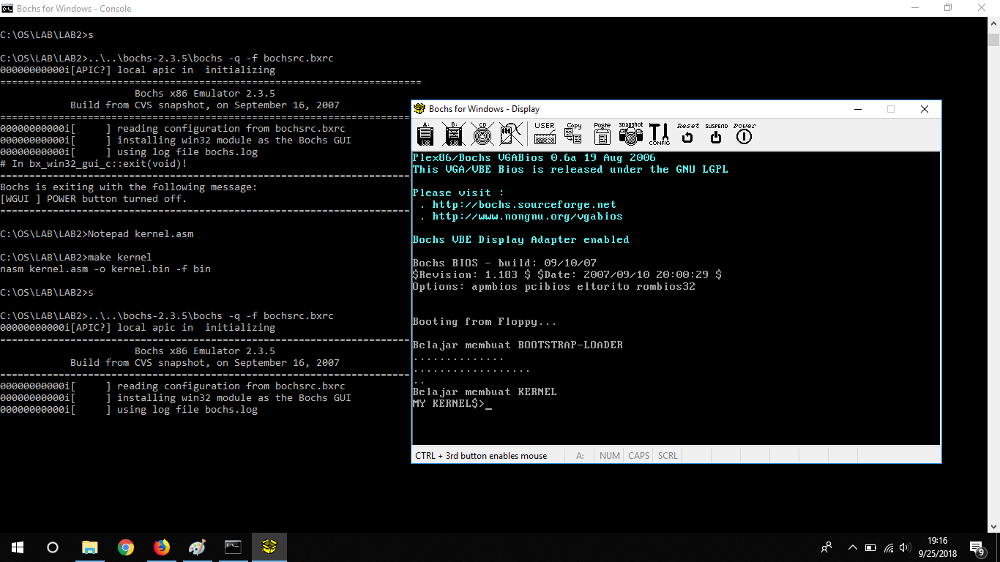 Bochs for Windows - Console
C:\OS\LAB\LAB2>s
C:\OS\LAB\LAB2>..\..\bochs-2.3.5\bochs -q -f bochsrc.bxrc
00000000000i[APIC?] local apic in  initializing
========================================================================
Bochs x86 Emulator 2.3.5
Build from CVS snapshot, on September 16, 2007
======================================================================
00000000000i[     ] reading configuration from bochsrc.bxrc
00000000000i[     ] installing win32 module as the Bochs GUI
00000000000i[     ] using log file bochs.log
# In bx_win32_gui_c::exit(void)!
======================================================================
Bochs is exiting with the following message:
[WGUI ] POWER button turned off.
======================================================================
C:\OS\LAB\LAB2>Notepad kernel.asm
C:\OS\LAB\LAB2>make kernel
nasm kernel.asm -o kernel.bin -f bin
C:\OS\LAB\LAB2>s
C:\OS\LAB\LAB2>..\..\bochs-2.3.5\bochs -q -f bochsrc.bxrc
00000000000i[APIC?] local apic in  initializing
======================================================================
Bochs x86 Emulator 2.3.5
Build from CVS snapshot, on September 16, 2007
======================================================================
00000000000i[     ] reading configuration from bochsrc.bxrc
00000000000i[     ] installing win32 module as the Bochs GUI
00000000000i[     ] using log file bochs.log
Bochs for Windows - Display
A: B: CD USER Copy Paste snapshot CONFIG Reset SUSPEND Power
Plex86/Bochs VGABios 0.6a 19 Aug 2006
This VGA/VBE Bios is released under the GNU LGPL
Please visit :
. http://bochs.sourceforge.net
. http://www.nongnu.org/vgabios
Bochs VBE Display Adapter enabled
Bochs BIOS - build: 09/10/07
$Revision: 1.183 $ $Date: 2007/09/10 20:00:29 $
Options: apmbios pcibios eltorito rombios32
Booting from Floppy...
Belajar membuat BOOTSTRAP-LOADER
..............
..................
..
Belajar membuat KERNEL
MY KERNEL$>_
CTRL + 3rd button enables mouse A: NUM CAPS SCRL
19:16
9/25/2018
9